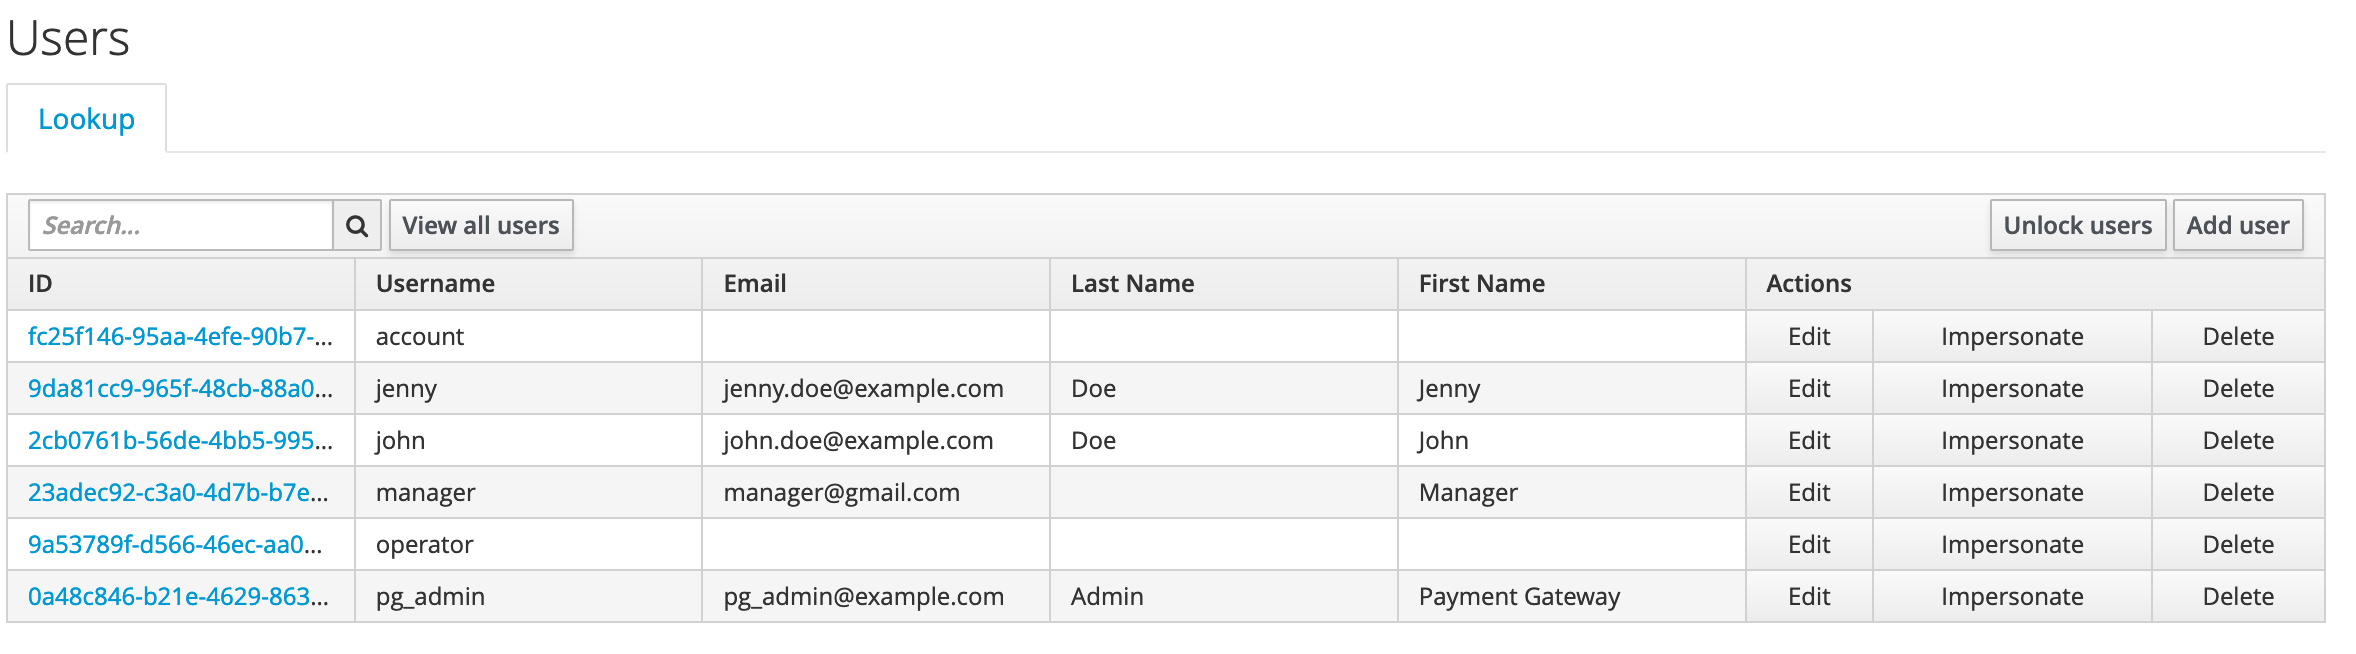 Users
Lookup
Search... View all users Unlock users Add user
ID Username Email Last Name First Name Actions
fc25f146-95aa-4efe-90b7-... account Edit Impersonate Delete
9da81cc9-965f-48cb-88a0... jenny jenny.doe@example.com Doe Jenny Edit Impersonate Delete
2cb0761b-56de-4bb5-995... john john.doe@example.com Doe John Edit Impersonate Delete
23adec92-c3a0-4d7b-b7e... manager manager@gmail.com Manager Edit Impersonate Delete
9a53789f-d566-46ec-aa0... operator Edit Impersonate Delete
0a48c846-b21e-4629-863... pg_admin pg_admin@example.com Admin Payment Gateway Edit Impersonate Delete